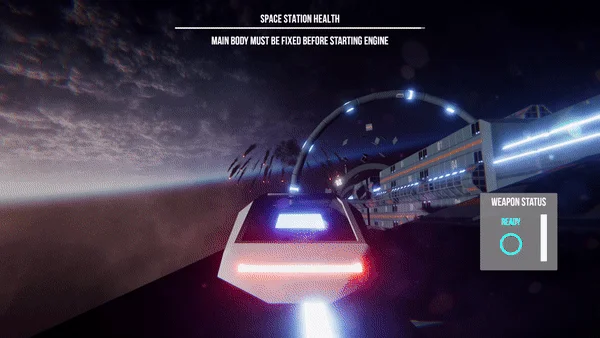 SPACE STATION HEALTH
MAIN BODY MUST BE FIXED BEFORE STARTING ENGINE
WEAPON STATUS
READY